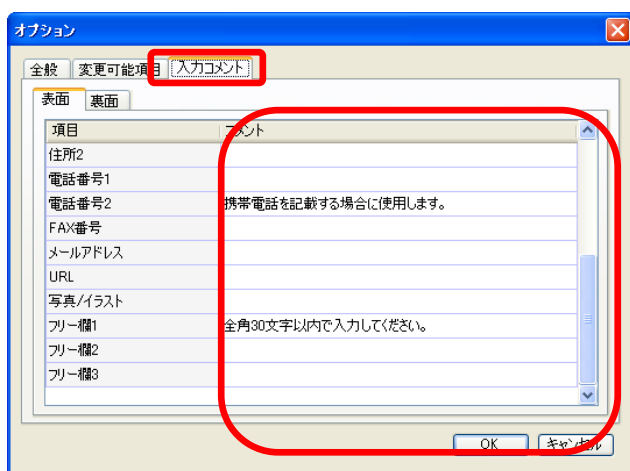 オプション
全般 変更可能項目 入力コメント
表面 裏面
項目 コメント
住所2
電話番号1
電話番号2 携帯電話を記載する場合に使用します。
FAX番号
メールアドレス
URL
写真/イラスト
フリー欄1 全角30文字以内で入力してください。
フリー欄2
フリー欄3
OK キャンセル